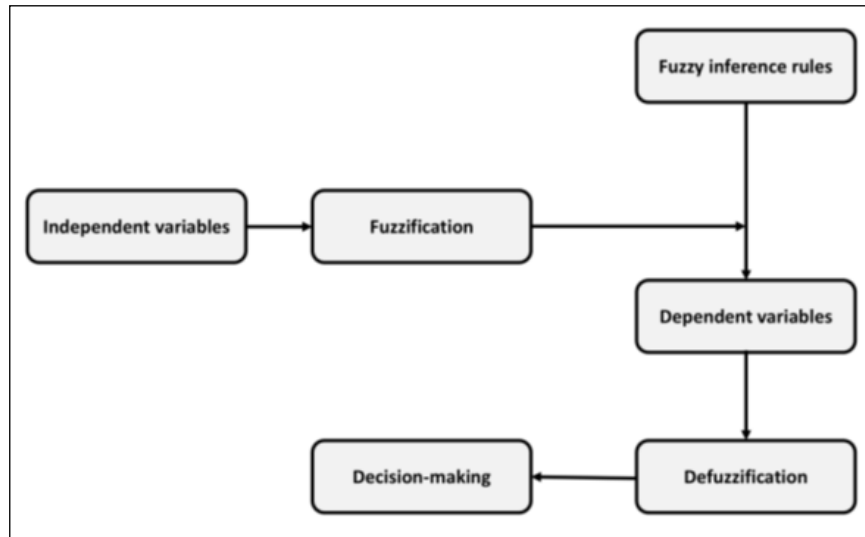 Fuzzy inference rules
Independent variables
Fuzzification
Dependent variables
Decision-making
Defuzzification